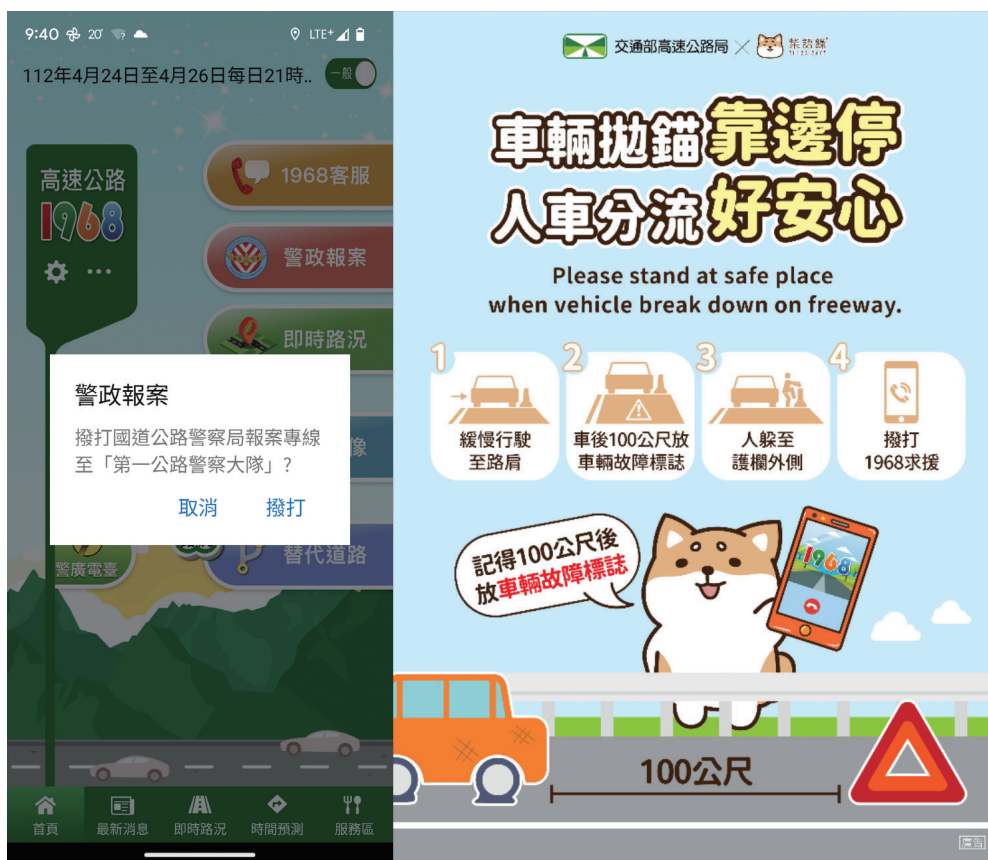 9:40
20°
LTE+
112年4月24日至4月26日每日21時..
一般
高速公路
1968
1968客服
警政報案
即時路況
警政報案
撥打國道公路警察局報案專線
至「第一公路警察大隊」?
取消
撥打
像
替代道路
警廣電臺
首頁
最新消息
即時路況
時間預測
服務區
交通部高速公路局
柴語錄
車輛拋錨靠邊停
人車分流好安心
Please stand at safe place
when vehicle break down on freeway.
1
緩慢行駛
至路肩
2
車後100公尺放
車輛故障標誌
3
人躲至
護欄外側
4
撥打
1968求援
記得100公尺後
放車輛故障標誌
1968
100公尺
廣告